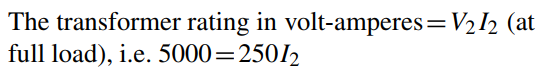 The transformer rating in volt-amperes=V₂I₂ (at
full load), i.e. 5000=250I₂